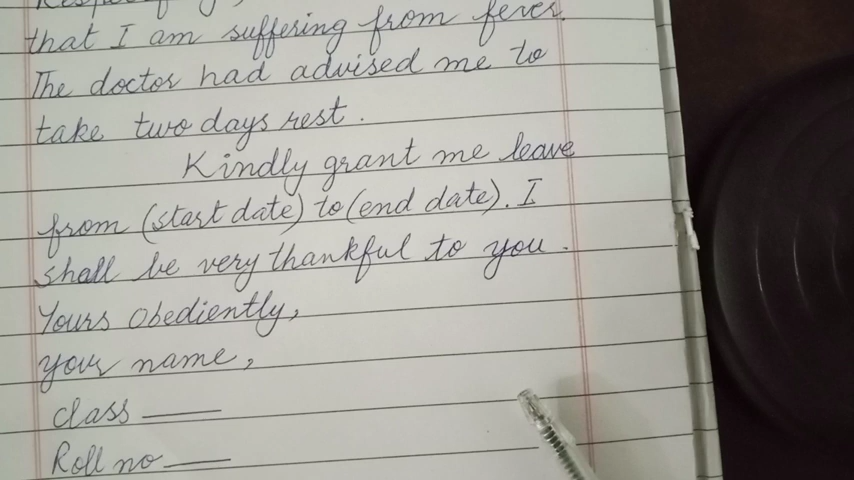 that I am suffering from fever.
The doctor had advised me to
take two days rest.
Kindly grant me leave
from (start date) to (end date). I
shall be very thankful to you.
Yours obediently,
your name,
class ——
Roll no ——